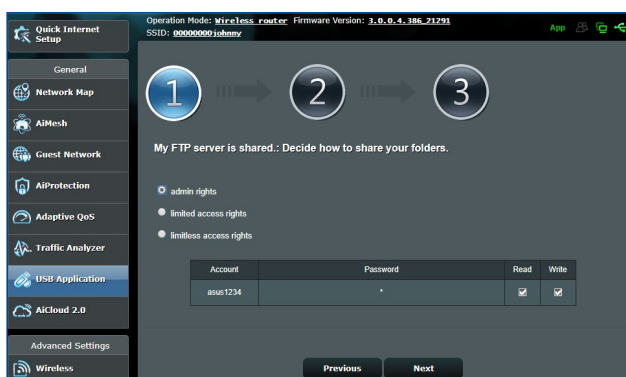 Quick Internet
Setup
Operation Mode: Wireless router Firmware Version: 3.0.0.4.386_21291
SSID: 00000000johnny
App
General
Network Map
AiMesh
Guest Network
AiProtection
Adaptive QoS
Traffic Analyzer
USB Application
AiCloud 2.0
Advanced Settings
Wireless
1
2
3
My FTP server is shared.: Decide how to share your folders.
admin rights
limited access rights
limitless access rights
Account Password Read Write
asus1234 *
Previous Next